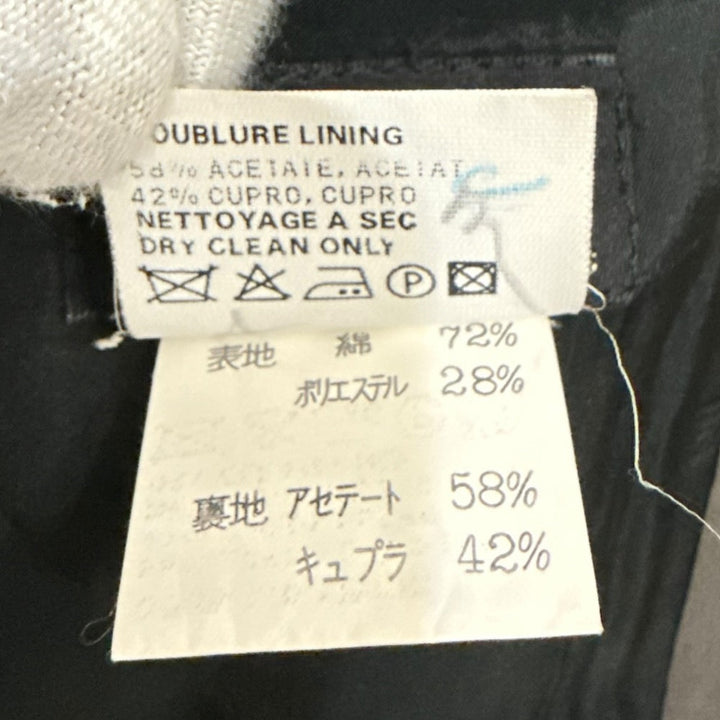 OUBLURE LINING
58% ACETATE, ACETAT
42% CUPRO, CUPRO
NETTOYAGE A SEC
DRY CLEAN ONLY
P
表地 綿 72%
ポリエステル 28%
裏地 アセテート 58%
キュプラ 42%